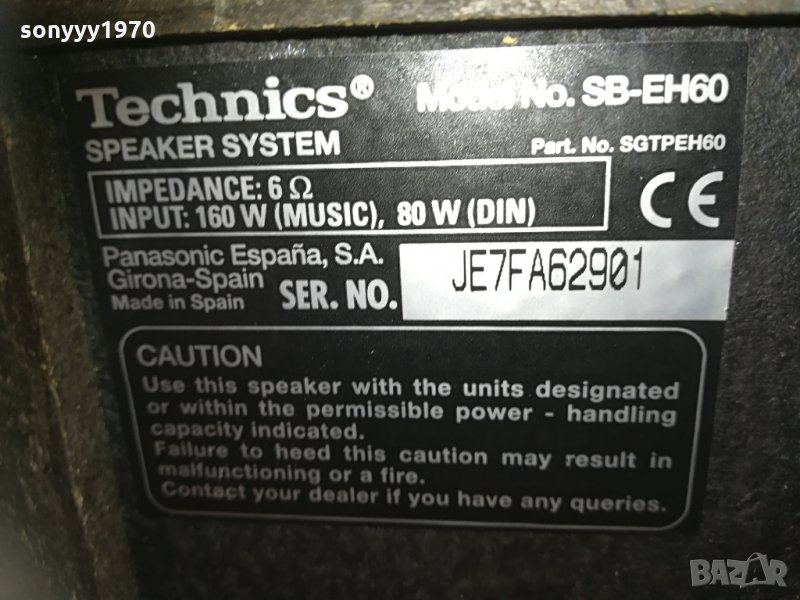 sonyyy1970
Technics® Model No. SB-EH60
SPEAKER SYSTEM Part. No. SGTPEH60
IMPEDANCE: 6 Ω
INPUT: 160 W (MUSIC), 80 W (DIN)
CE
Panasonic España, S.A.
Girona-Spain
Made in Spain SER. NO. JE7FA62901
CAUTION
Use this speaker with the units designated
or within the permissible power - handling
capacity indicated.
Failure to heed this caution may result in
malfunctioning or a fire.
Contact your dealer if you have any queries.
BAZAR